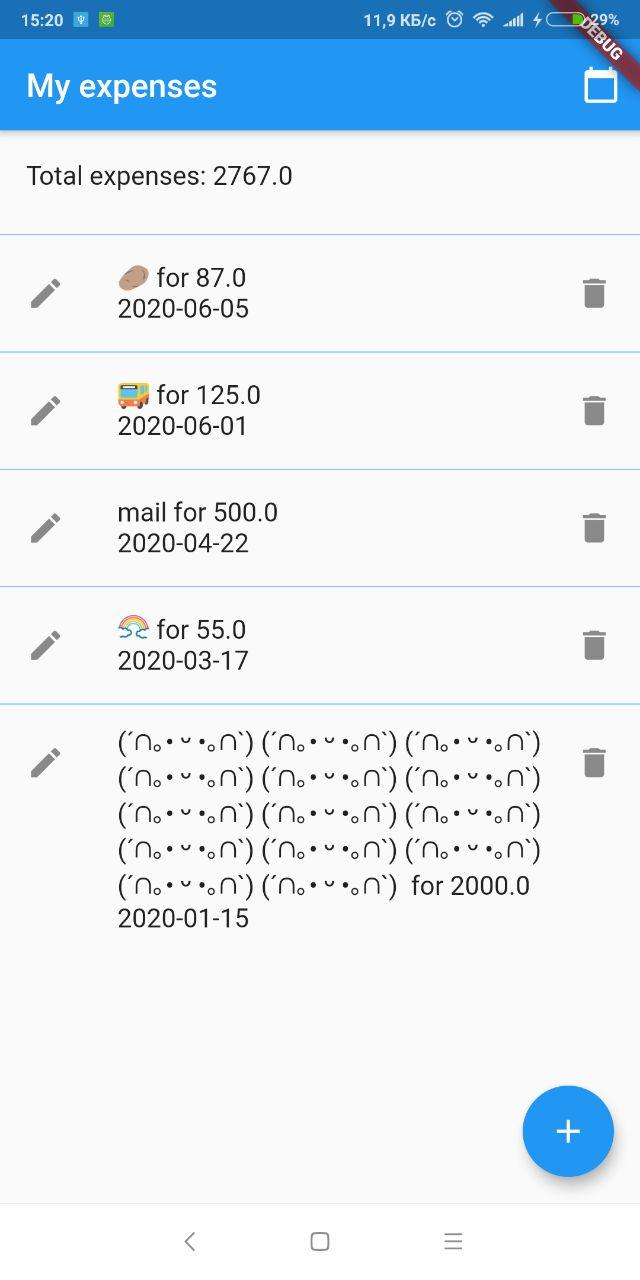 15:20 11,9 КБ/с 29%
DEBUG
My expenses
Total expenses: 2767.0
🥔 for 87.0
2020-06-05
🚌 for 125.0
2020-06-01
mail for 500.0
2020-04-22
🌈 for 55.0
2020-03-17
(´∩｡• ᵕ •｡∩`) (´∩｡• ᵕ •｡∩`) (´∩｡• ᵕ •｡∩`)
(´∩｡• ᵕ •｡∩`) (´∩｡• ᵕ •｡∩`) (´∩｡• ᵕ •｡∩`)
(´∩｡• ᵕ •｡∩`) (´∩｡• ᵕ •｡∩`) (´∩｡• ᵕ •｡∩`)
(´∩｡• ᵕ •｡∩`) (´∩｡• ᵕ •｡∩`) (´∩｡• ᵕ •｡∩`)
(´∩｡• ᵕ •｡∩`) (´∩｡• ᵕ •｡∩`) for 2000.0
2020-01-15